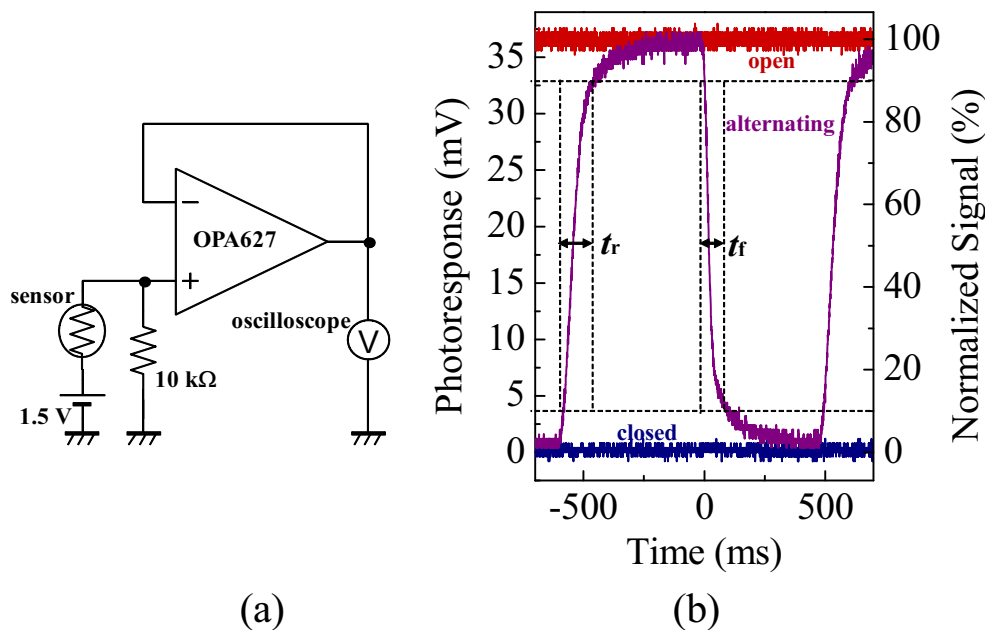 OPA627
−
+
sensor
oscilloscope
V
10 kΩ
1.5 V
(a)
Photoresponse (mV)
35
30
25
20
15
10
5
0
open
alternating
tr
tf
closed
100
80
60
40
20
0
Normalized Signal (%)
-500
0
500
Time (ms)
(b)